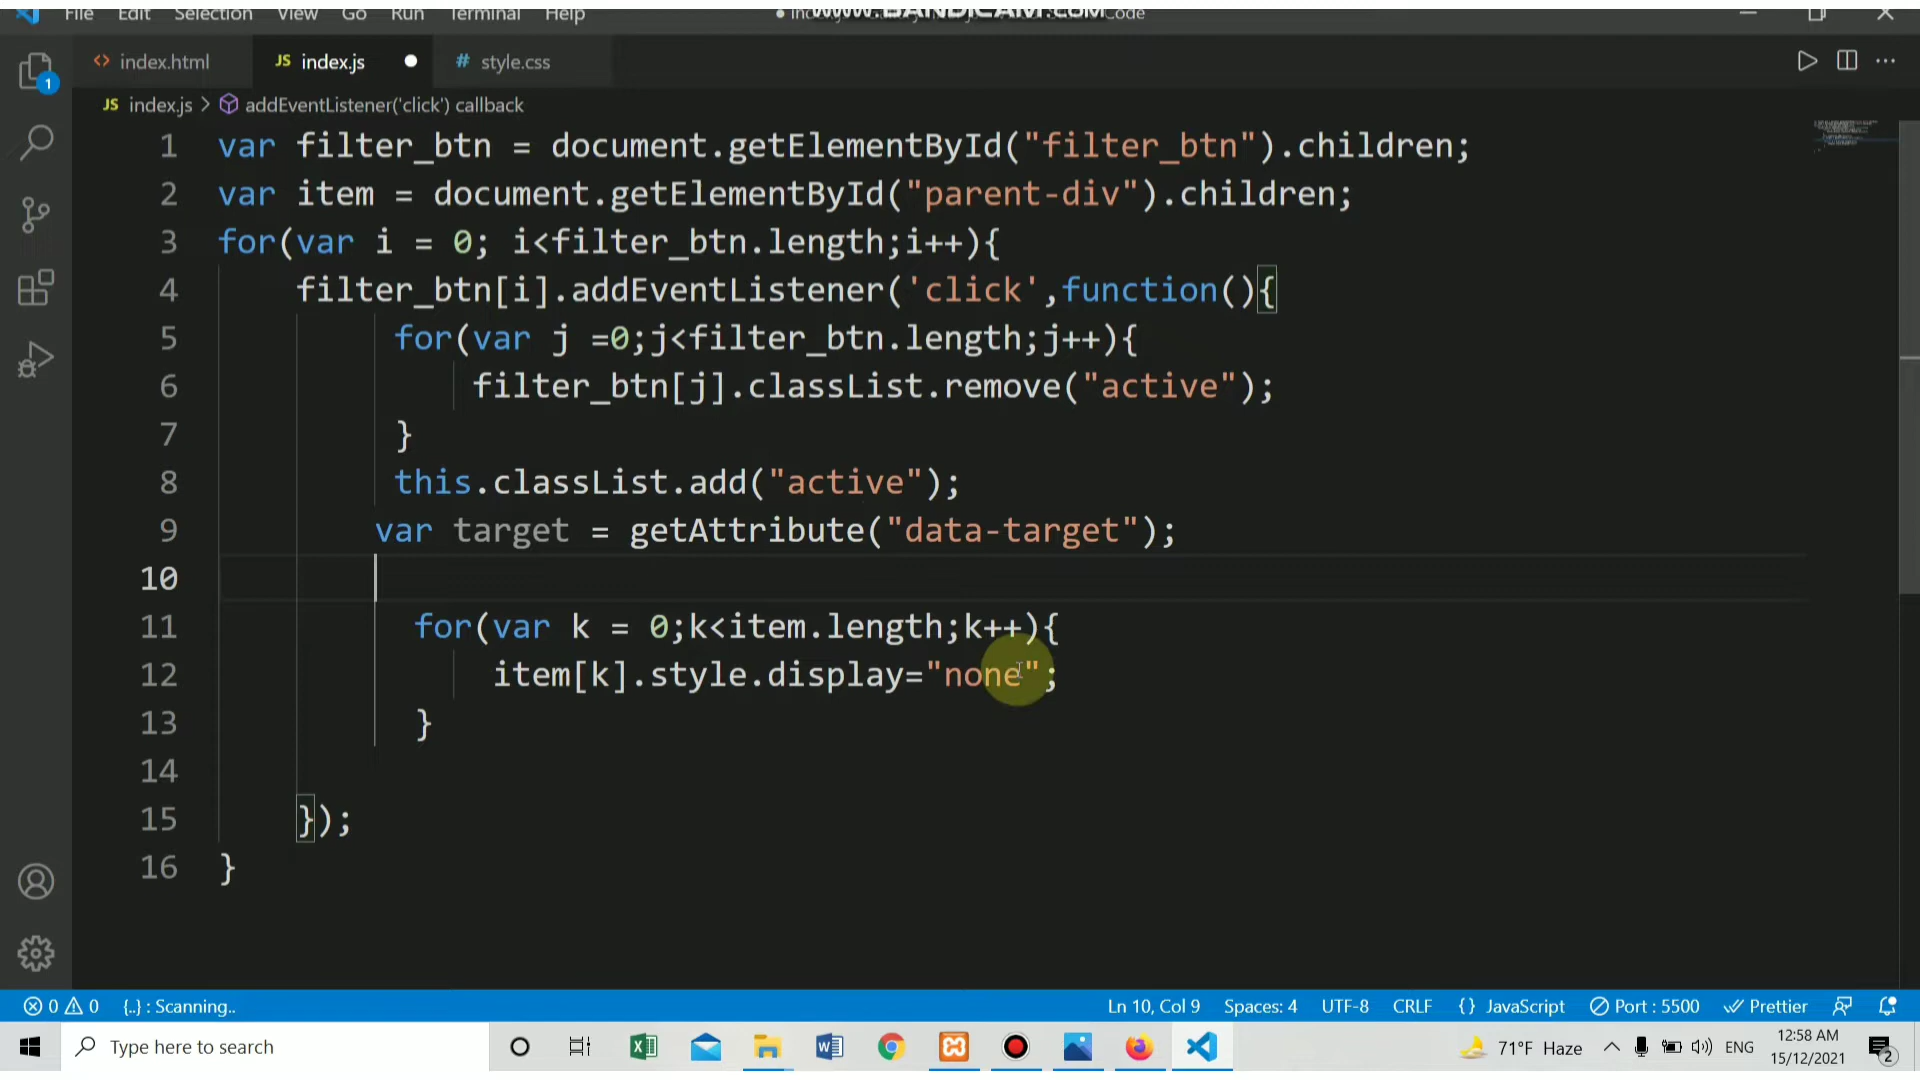 File Edit Selection View Go Run Terminal Help
www.BANDICAM.COM
Code
index.html
JS index.js
# style.css
1
JS index.js > addEventListener('click') callback
1 var filter_btn = document.getElementById("filter_btn").children;
2 var item = document.getElementById("parent-div").children;
3 for(var i = 0; i<filter_btn.length;i++){
4 filter_btn[i].addEventListener('click',function(){
5 for(var j =0;j<filter_btn.length;j++){
6 filter_btn[j].classList.remove("active");
7 }
8 this.classList.add("active");
9 var target = getAttribute("data-target");
10
11 for(var k = 0;k<item.length;k++){
12 item[k].style.display="none";
13 }
14
15 });
16 }
0 0 {..} : Scanning.. Ln 10, Col 9 Spaces: 4 UTF-8 CRLF {} JavaScript Port : 5500 Prettier
Type here to search
71°F Haze
ENG
12:58 AM
15/12/2021
2